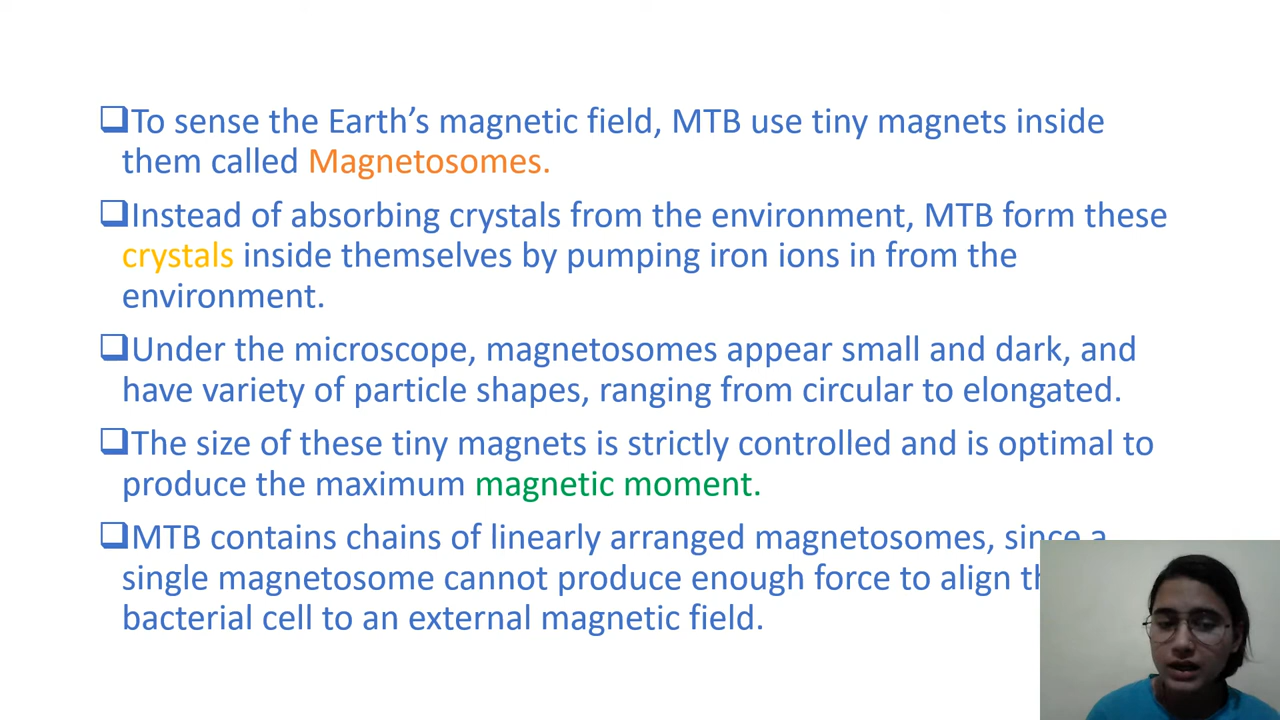 To sense the Earth's magnetic field, MTB use tiny magnets inside
them called Magnetosomes.
Instead of absorbing crystals from the environment, MTB form these
crystals inside themselves by pumping iron ions in from the
environment.
Under the microscope, magnetosomes appear small and dark, and
have variety of particle shapes, ranging from circular to elongated.
The size of these tiny magnets is strictly controlled and is optimal to
produce the maximum magnetic moment.
MTB contains chains of linearly arranged magnetosomes, since a
single magnetosome cannot produce enough force to align
bacterial cell to an external magnetic field.